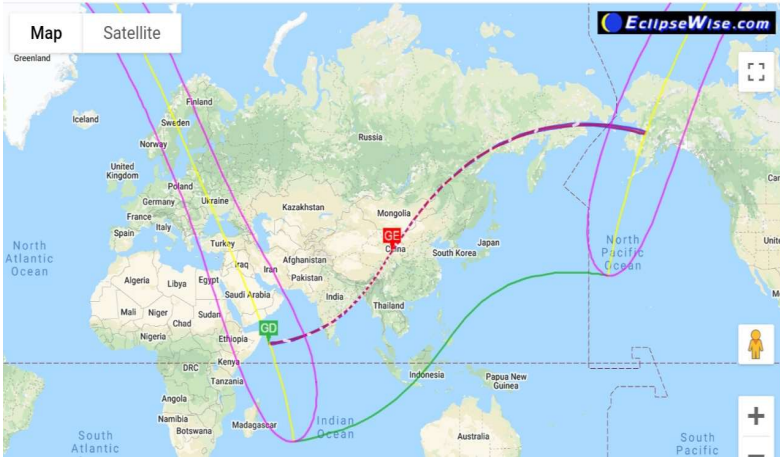 Map
Satellite
EclipseWise.com
Greenland
Iceland
Finland
Sweden
Norway
Russia
United
Kingdom
Poland
Germany
Ukraine
France
Spain
Italy
Turkey
Kazakhstan
Mongolia
GE
China
South Korea
Japan
Iraq
Iran
Afghanistan
Pakistan
North
Atlantic
Ocean
North
Pacific
Ocean
Algeria
Libya
Egypt
Saudi Arabia
India
Thailand
Mali
Niger
Chad
Sudan
Nigeria
Ethiopia
GD
DRC
Kenya
Tanzania
Indonesia
Papua New
Guinea
Angola
Namibia
Botswana
Madagascar
Indian
Ocean
Australia
South
Atlantic
South
Pacific